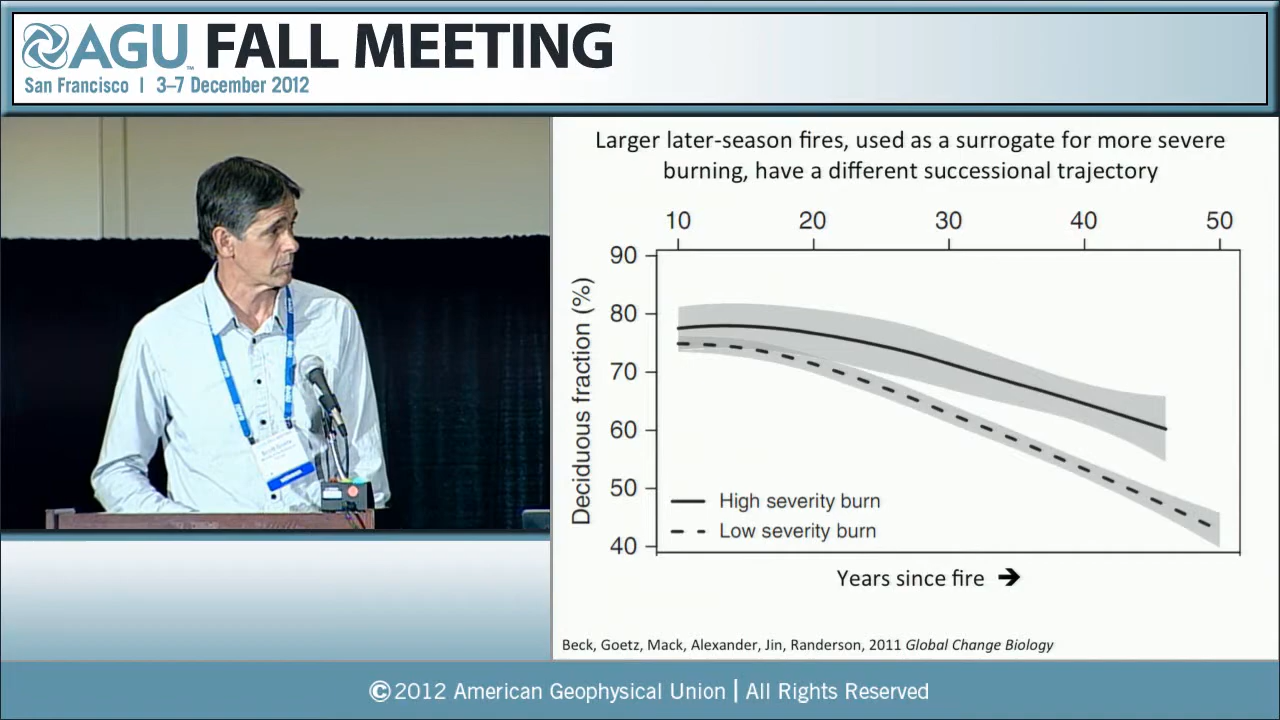 AGU FALL MEETING
San Francisco | 3–7 December 2012
Larger later-season fires, used as a surrogate for more severe
burning, have a different successional trajectory
10 20 30 40 50
90
80
70
60
50
40
Deciduous fraction (%)
High severity burn
Low severity burn
Years since fire ➔
Beck, Goetz, Mack, Alexander, Jin, Randerson, 2011 Global Change Biology
©2012 American Geophysical Union | All Rights Reserved